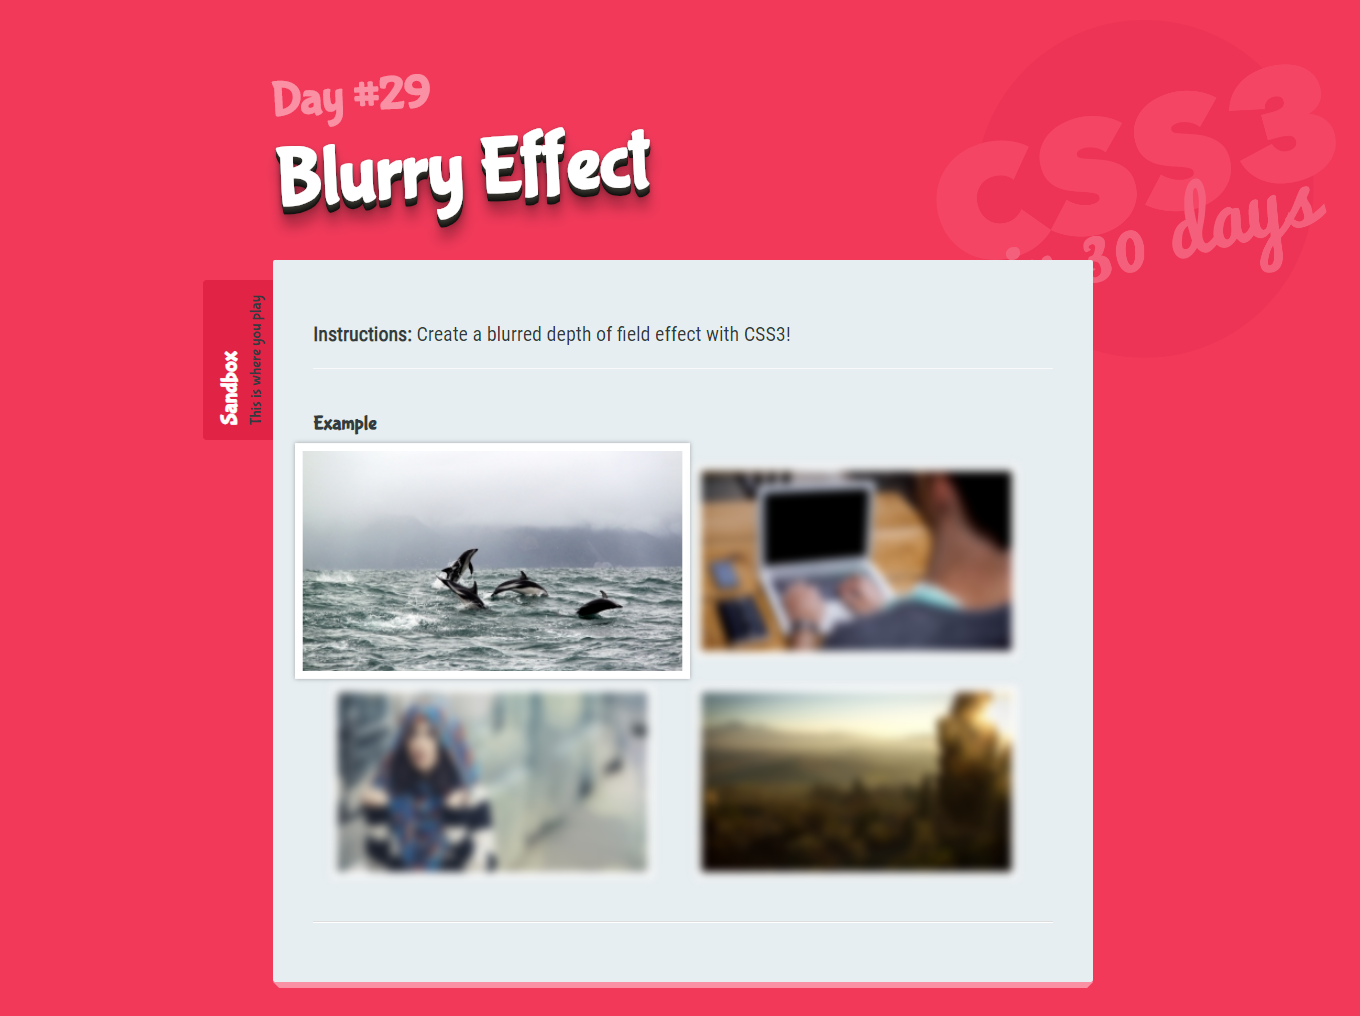 Day #29
Blurry Effect
CSS3
in 30 days
Sandbox
This is where you play
Instructions: Create a blurred depth of field effect with CSS3!
Example